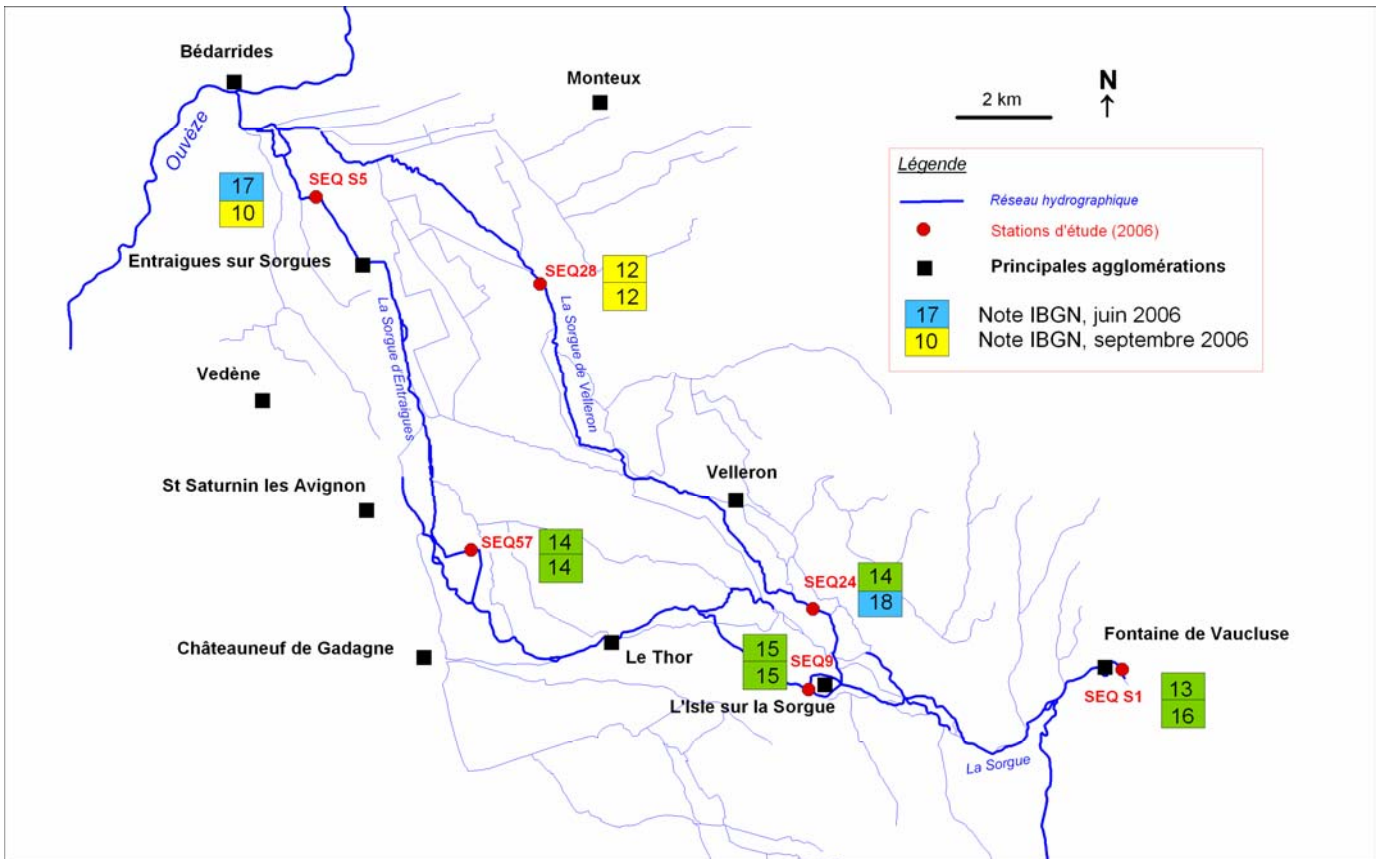 Bédarrides
Monteux
N
2 km
Ouvèze
Légende
Réseau hydrographique
Stations d'étude (2006)
Principales agglomérations
17
Note IBGN, juin 2006
10
Note IBGN, septembre 2006
SEQ S5
17
10
Entraigues sur Sorgues
SEQ28
12
12
La Sorgue d'Entraigues
La Sorgue de Velleron
Vedène
St Saturnin les Avignon
Velleron
SEQ57
14
14
SEQ24
14
18
Châteauneuf de Gadagne
Le Thor
15
15
SEQ9
L'Isle sur la Sorgue
Fontaine de Vaucluse
SEQ S1
13
16
La Sorgue